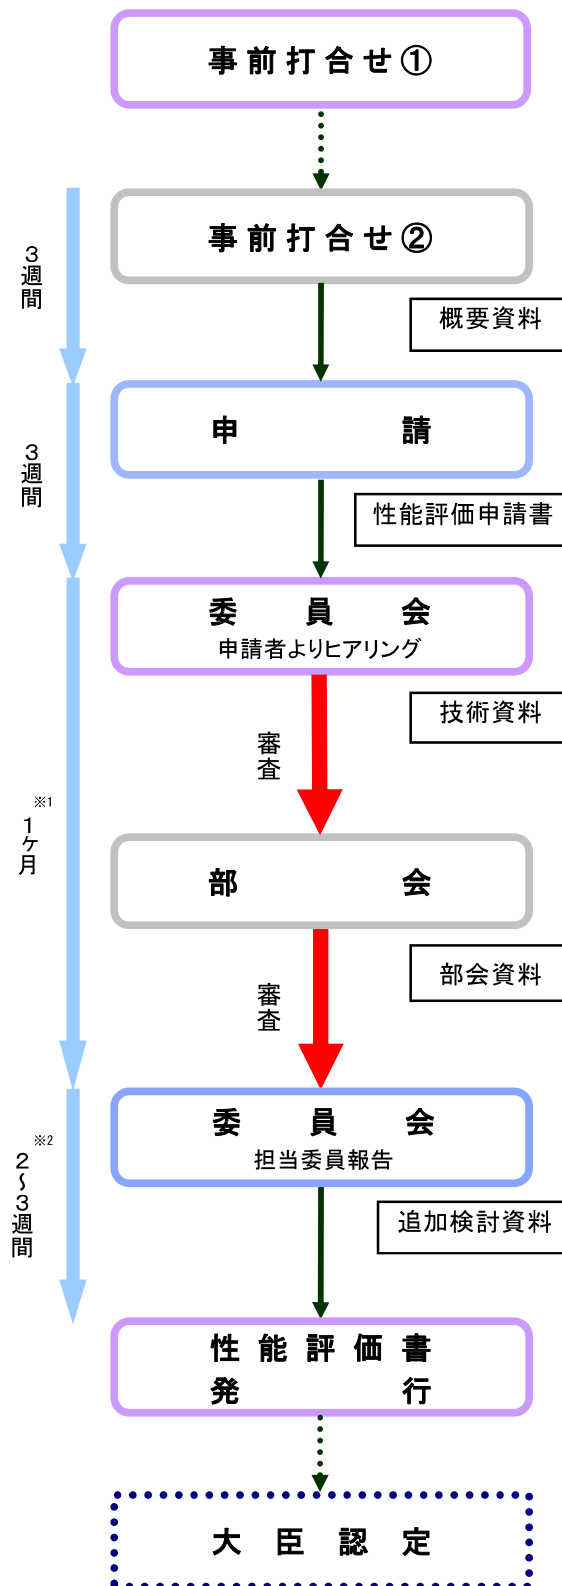 事前打合せ①
事前打合せ②
3週間
概要資料
申請
3週間
性能評価申請書
委員会
申請者よりヒアリング
技術資料
審査
※1
1ヶ月
部会
部会資料
審査
委員会
担当委員報告
※2
2～3週間
追加検討資料
性能評価書
発行
大臣認定